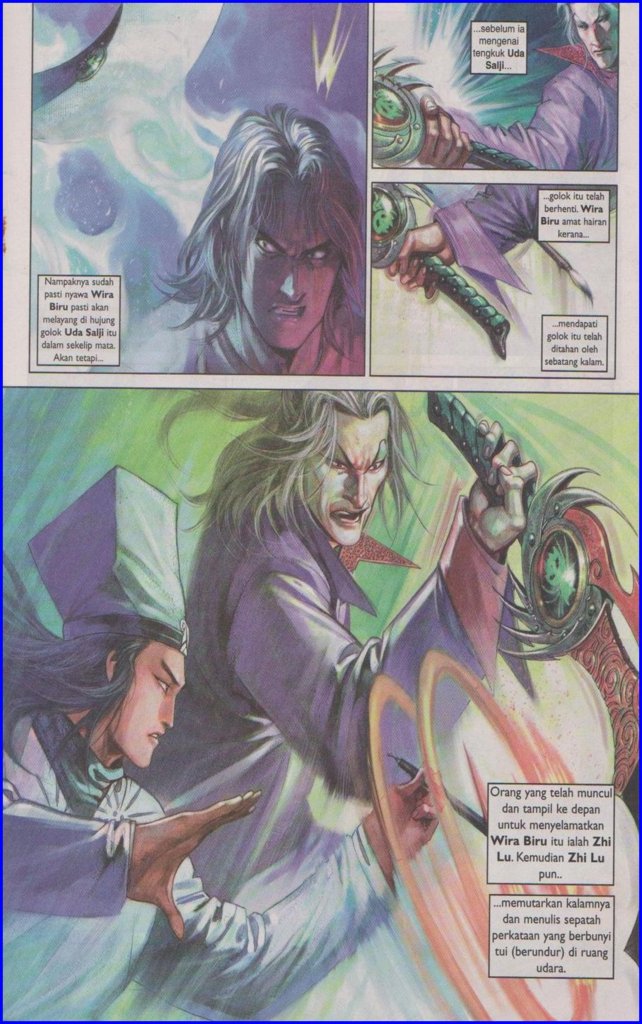 Nampaknya sudah
pasti nyawa Wira
Biru pasti akan
melayang di hujung
golok Uda Salji itu
dalam sekelip mata.
Akan tetapi...
...sebelum ia
mengenai
tengkuk Uda
Salji...
...golok itu telah
berhenti. Wira
Biru amat hairan
kerana...
...mendapati
golok itu telah
ditahan oleh
sebatang kalam.
Orang yang telah muncul
dan tampil ke depan
untuk menyelamatkan
Wira Biru itu ialah Zhi
Lu. Kemudian Zhi Lu
pun..
...memutarkan kalamnya
dan menulis sepatah
perkataan yang berbunyi
tui (berundur) di ruang
udara.